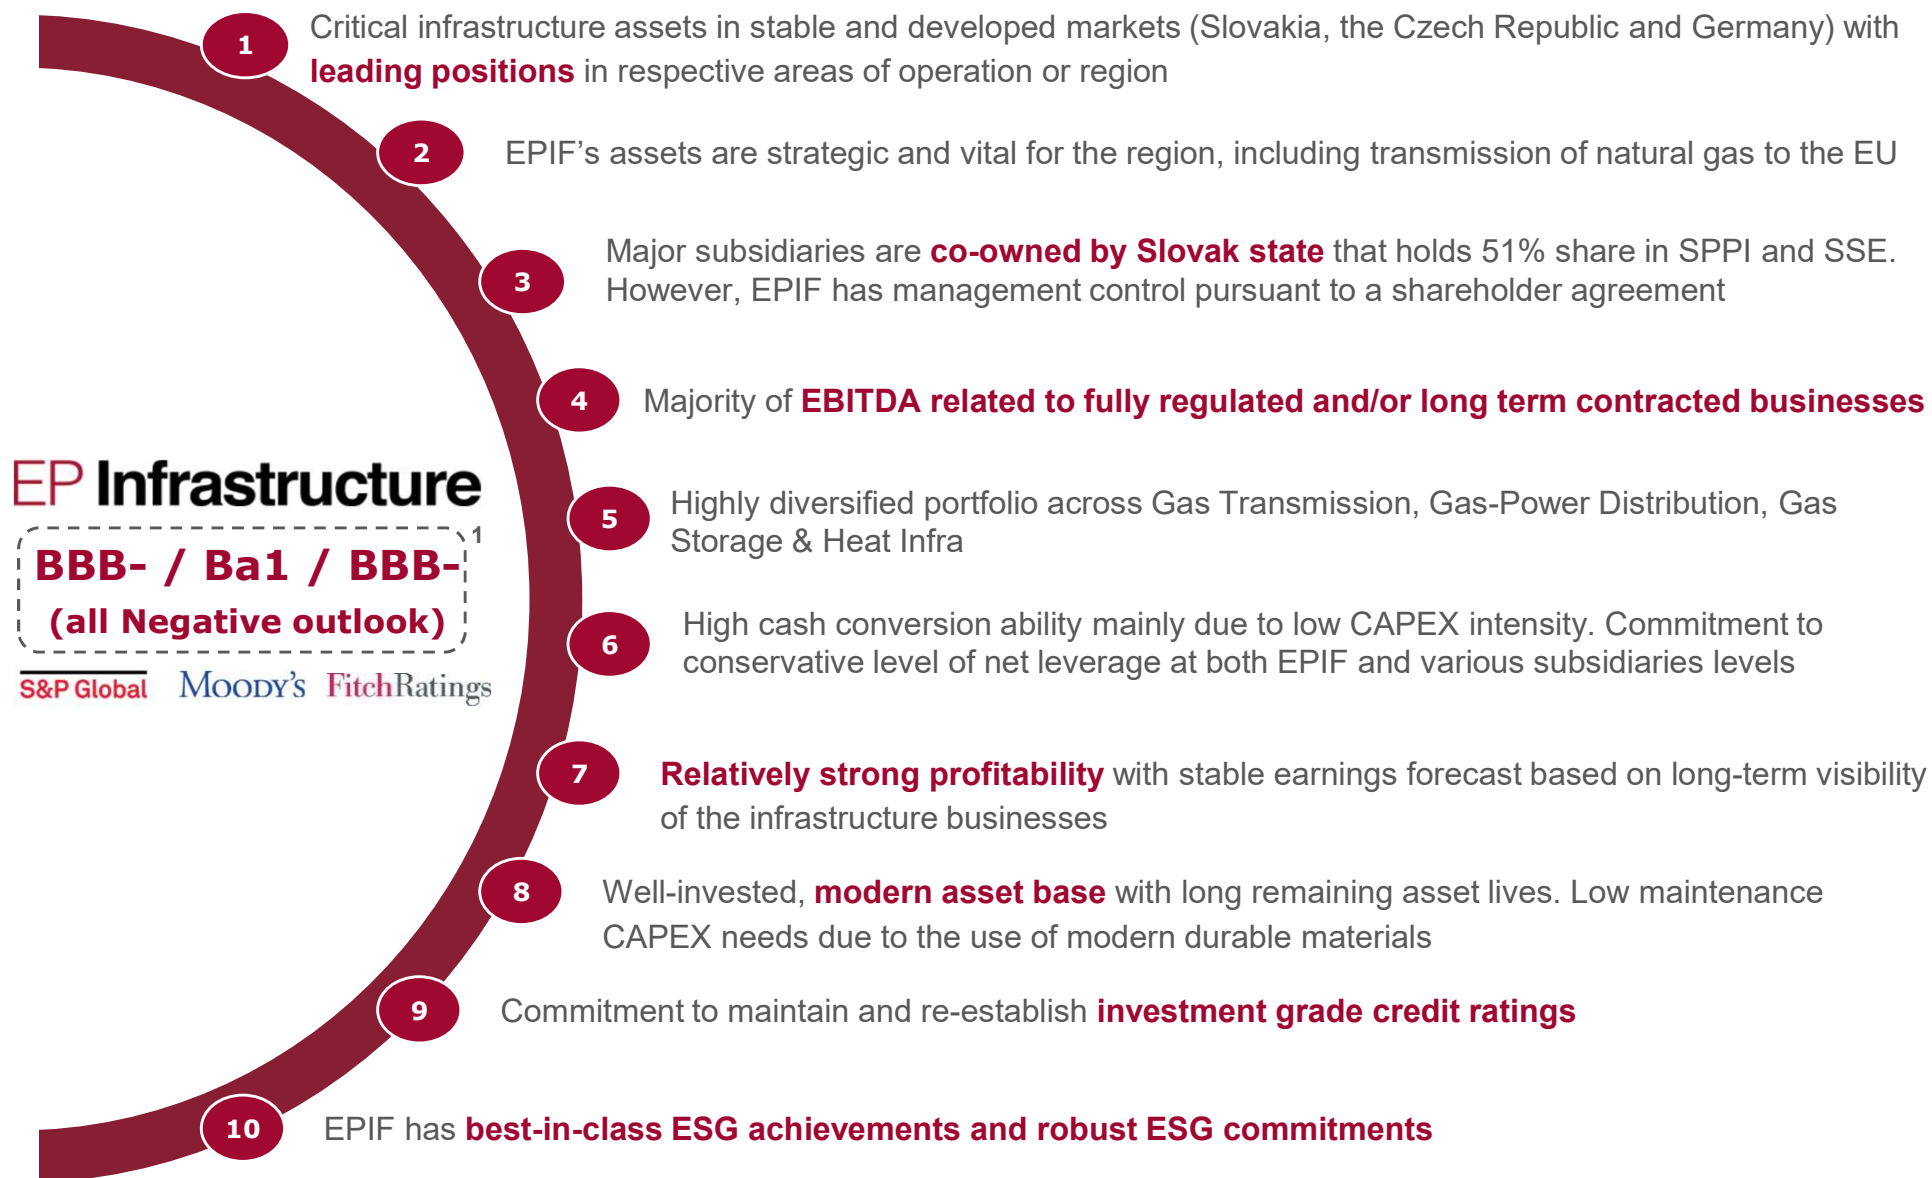 1
Critical infrastructure assets in stable and developed markets (Slovakia, the Czech Republic and Germany) with
leading positions in respective areas of operation or region
2
EPIF’s assets are strategic and vital for the region, including transmission of natural gas to the EU
3
Major subsidiaries are co-owned by Slovak state that holds 51% share in SPPI and SSE.
However, EPIF has management control pursuant to a shareholder agreement
4
Majority of EBITDA related to fully regulated and/or long term contracted businesses
EP Infrastructure
BBB- / Ba1 / BBB-1
(all Negative outlook)
S&P Global MOODY’S FitchRatings
5
Highly diversified portfolio across Gas Transmission, Gas-Power Distribution, Gas
Storage & Heat Infra
6
High cash conversion ability mainly due to low CAPEX intensity. Commitment to
conservative level of net leverage at both EPIF and various subsidiaries levels
7
Relatively strong profitability with stable earnings forecast based on long-term visibility
of the infrastructure businesses
8
Well-invested, modern asset base with long remaining asset lives. Low maintenance
CAPEX needs due to the use of modern durable materials
9
Commitment to maintain and re-establish investment grade credit ratings
10
EPIF has best-in-class ESG achievements and robust ESG commitments